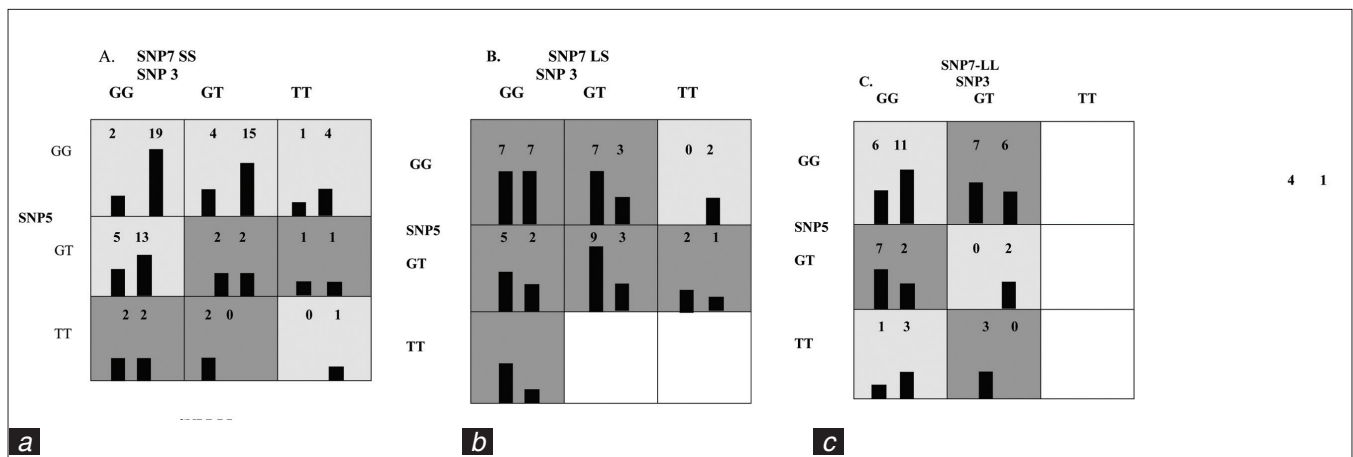 A. SNP7 SS
SNP 3
GG GT TT
2 19 4 15 1 4
GG
SNP5
5 13 2 2 1 1
GT
2 2 2 0 0 1
TT
a
B. SNP7 LS
SNP 3
GG GT TT
7 7 7 3 0 2
GG
SNP5
5 2 9 3 2 1
GT
TT
b
SNP7-LL
C. SNP3
GG GT TT
6 11 7 6
GG
SNP5
7 2 0 2
GT
1 3 3 0
TT
c
4 1